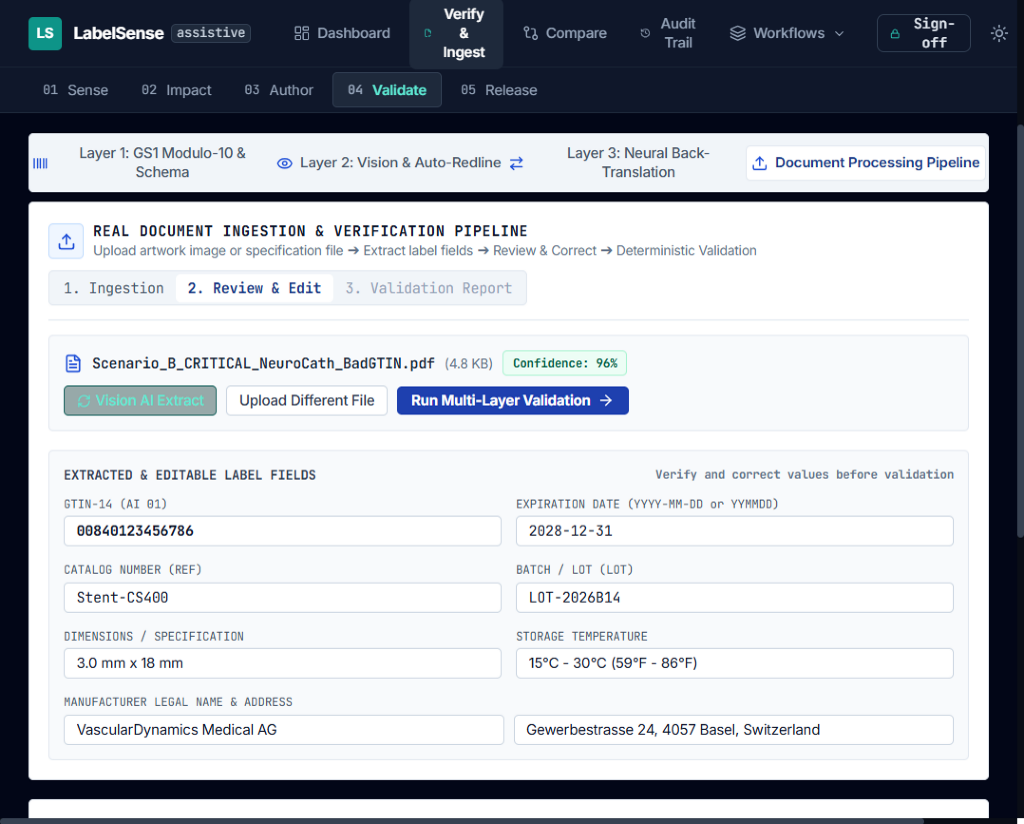 LS LabelSense assistive
Dashboard
Verify
&
Ingest
Compare
Audit
Trail
Workflows
Sign-
off
01 Sense
02 Impact
03 Author
04 Validate
05 Release
Layer 1: GS1 Modulo-10 &
Schema
Layer 2: Vision & Auto-Redline
Layer 3: Neural Back-
Translation
Document Processing Pipeline
REAL DOCUMENT INGESTION & VERIFICATION PIPELINE
Upload artwork image or specification file → Extract label fields → Review & Correct → Deterministic Validation
1. Ingestion
2. Review & Edit
3. Validation Report
Scenario_B_CRITICAL_NeuroCath_BadGTIN.pdf (4.8 KB) Confidence: 96%
Vision AI Extract
Upload Different File
Run Multi-Layer Validation →
EXTRACTED & EDITABLE LABEL FIELDS
Verify and correct values before validation
GTIN-14 (AI 01)
00840123456786
EXPIRATION DATE (YYYY-MM-DD or YYMMDD)
2028-12-31
CATALOG NUMBER (REF)
Stent-CS400
BATCH / LOT (LOT)
LOT-2026B14
DIMENSIONS / SPECIFICATION
3.0 mm x 18 mm
STORAGE TEMPERATURE
15°C - 30°C (59°F - 86°F)
MANUFACTURER LEGAL NAME & ADDRESS
VascularDynamics Medical AG
Gewerbestrasse 24, 4057 Basel, Switzerland